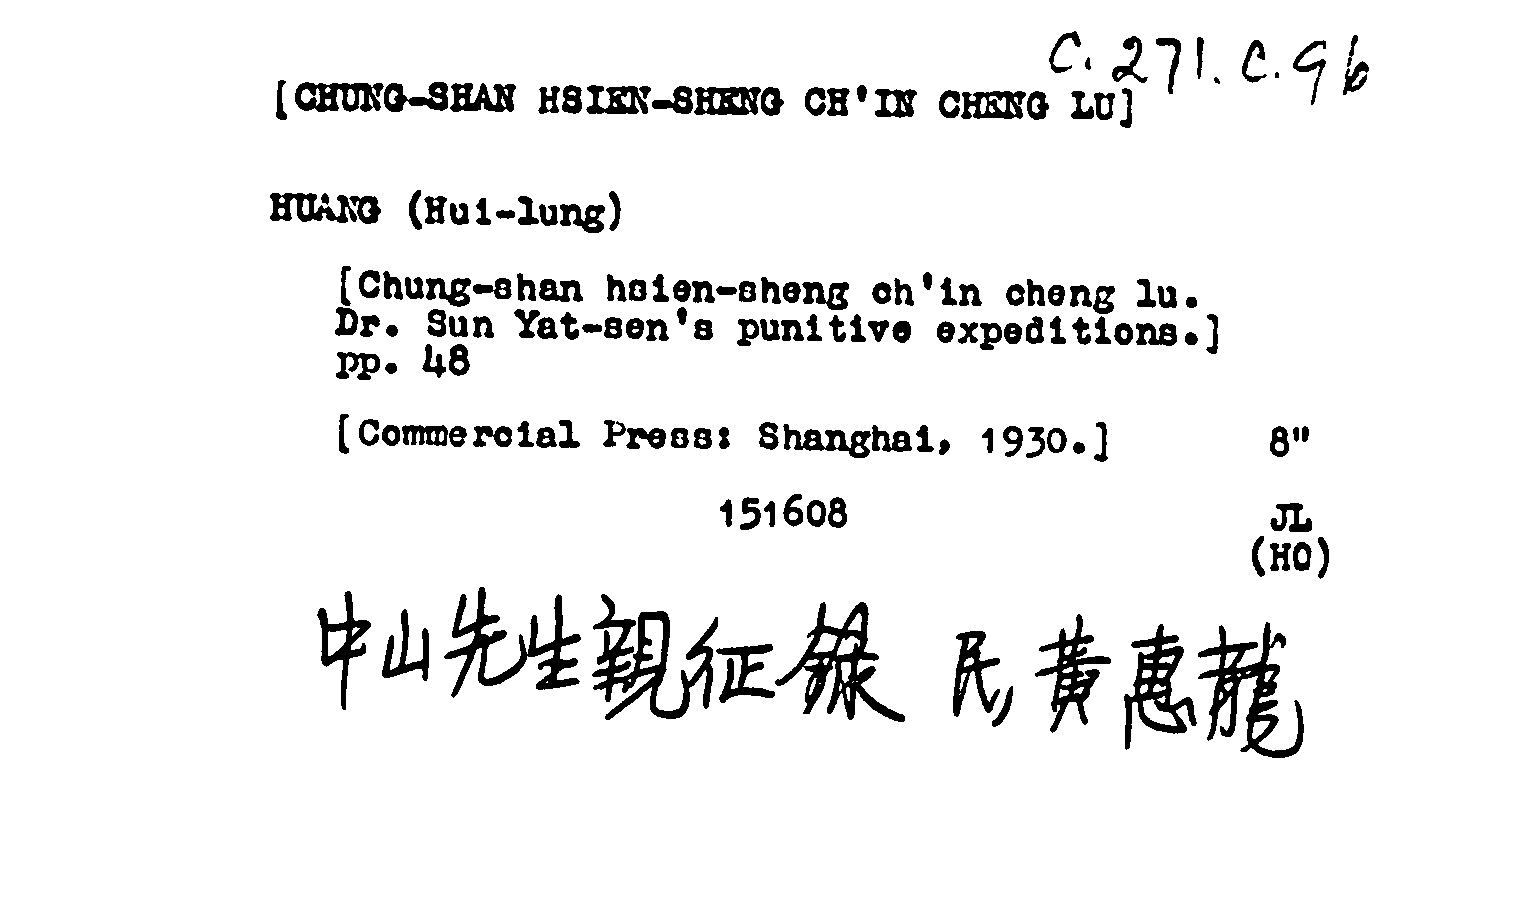 C. 271. c. 96
[CHUNG-SHAN HSIEN-SHENG CH'IN CHENG LU]
HUANG (Hui-lung)
[Chung-shan hsien-sheng ch'in cheng lu.
Dr. Sun Yat-sen's punitive expeditions.]
pp. 48
[Commercial Press: Shanghai, 1930.] 8"
151608 JL
(HO)
中山先生親征錄 民黃惠龍